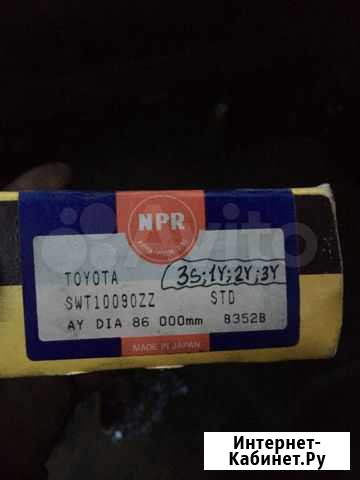 NPR
TOYOTA 3S;1Y;2Y;3Y
SWT10090ZZ STD
AY DIA 86 000mm 8352B
MADE IN JAPAN
Avito
Интернет-
Кабинет.Ру